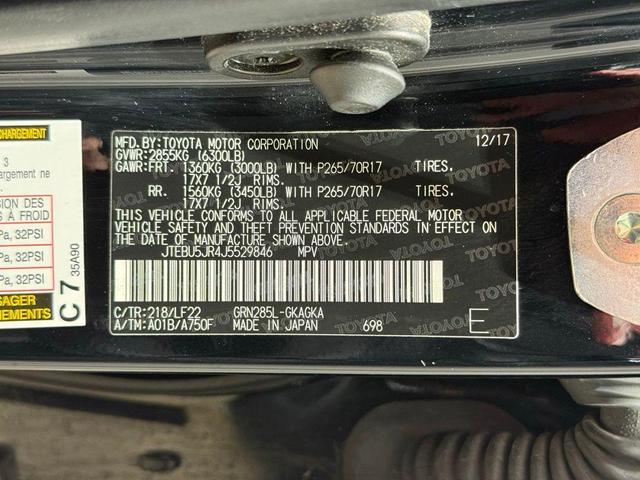 CHARGEMENT
3
hargement ne
.
SION DES
S À FROID
Pa, 32PSI
Pa, 32PSI
Pa, 32PSI
SAGER
NEMENTS
C 7 35A90
MFD.BY:TOYOTA MOTOR CORPORATION 12/17
GVWR:2855KG (6300LB)
GAWR:FRT. 1360KG (3000LB) WITH P265/70R17 TIRES.
17X7 1/2J RIMS.
RR. 1560KG (3450LB) WITH P265/70R17 TIRES.
17X7 1/2J RIMS.
THIS VEHICLE CONFORMS TO ALL APPLICABLE FEDERAL MOTOR
VEHICLE SAFETY AND THEFT PREVENTION STANDARDS IN EFFECT ON
THE DATE OF MANUFACTURE SHOWN ABOVE.
JTEBU5JR4J5529846 MPV
C/TR:218/LF22 GRN285L-GKAGKA
A/TM:A01B/A750F MADE IN JAPAN 698 E